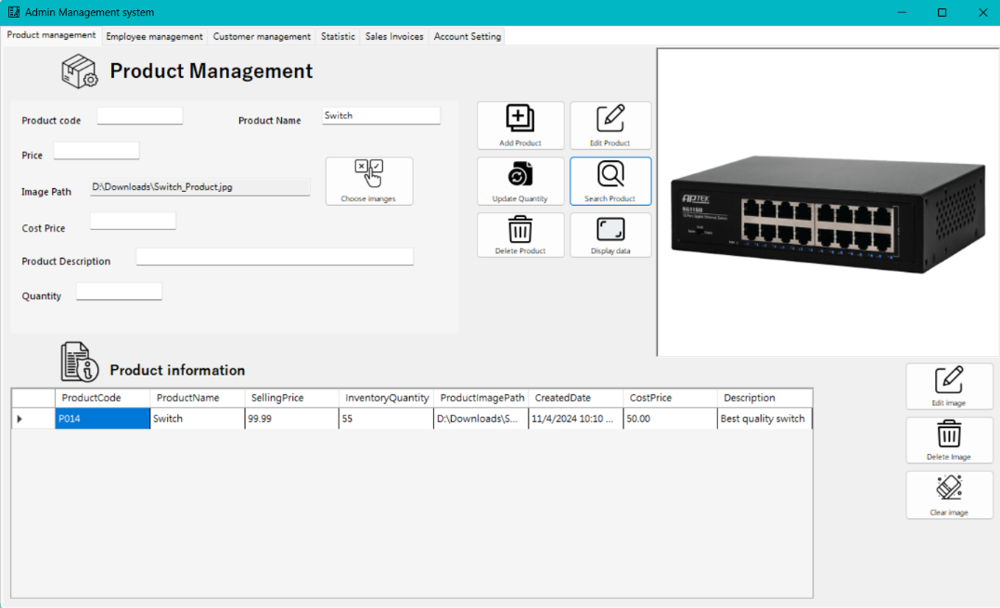 Admin Management system
Product management Employee management Customer management Statistic Sales Invoices Account Setting
Product Management
Product code
Product Name Switch
Price
Image Path D:\Downloads\Switch_Product.jpg
Choose imanges
Cost Price
Product Description
Quantity
Add Product Edit Product
Update Quantity Search Product
Delete Product Display data
APTEK
SG1160
Product information
ProductCode ProductName SellingPrice InventoryQuantity ProductImagePath CreatedDate CostPrice Description
P014 Switch 99.99 55 D:\Downloads\S... 11/4/2024 10:10 ... 50.00 Best quality switch
Edit image
Delete Image
Clear image